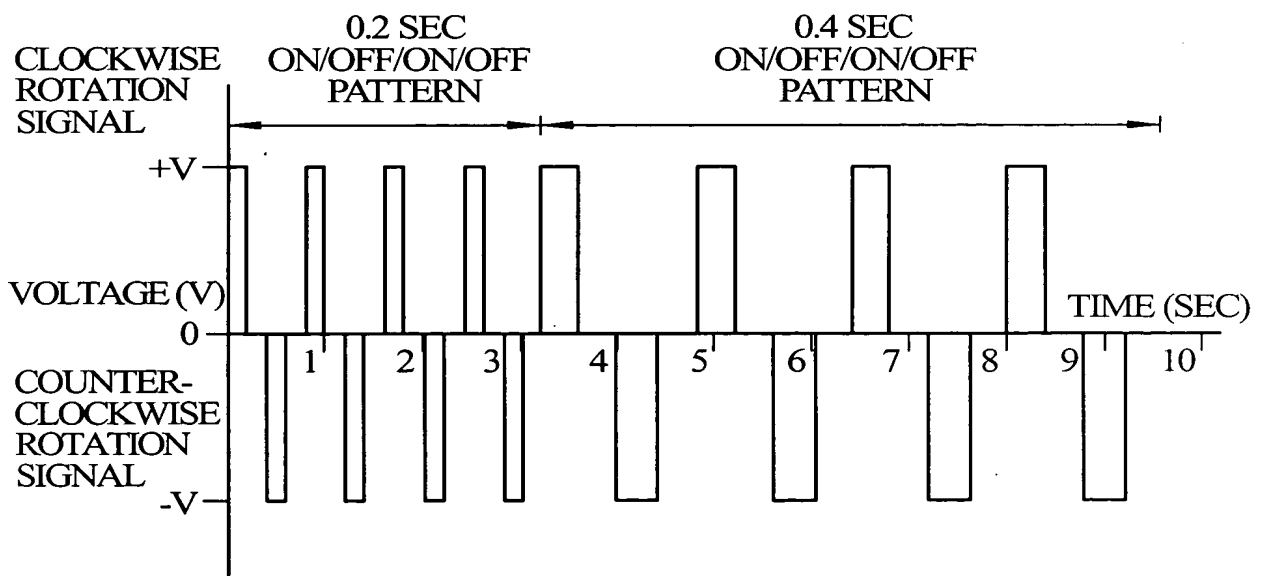 0.2 SEC
ON/OFF/ON/OFF
PATTERN
0.4 SEC
ON/OFF/ON/OFF
PATTERN
CLOCKWISE
ROTATION
SIGNAL
+V
VOLTAGE (V)
TIME (SEC)
0
1 2 3 4 5 6 7 8 9 10
COUNTER-
CLOCKWISE
ROTATION
SIGNAL
-V